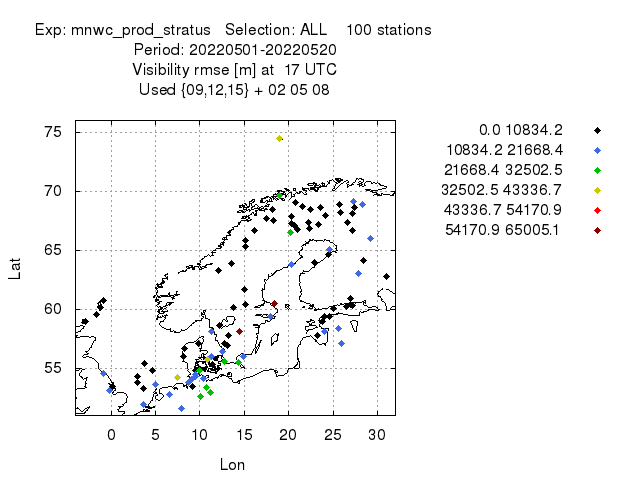 Exp: mnwc_prod_stratus Selection: ALL 100 stations
Period: 20220501-20220520
Visibility rmse [m] at 17 UTC
Used {09,12,15} + 02 05 08
0.0 10834.2
10834.2 21668.4
21668.4 32502.5
32502.5 43336.7
43336.7 54170.9
54170.9 65005.1
75
70
65
60
55
Lat
0 5 10 15 20 25 30
Lon